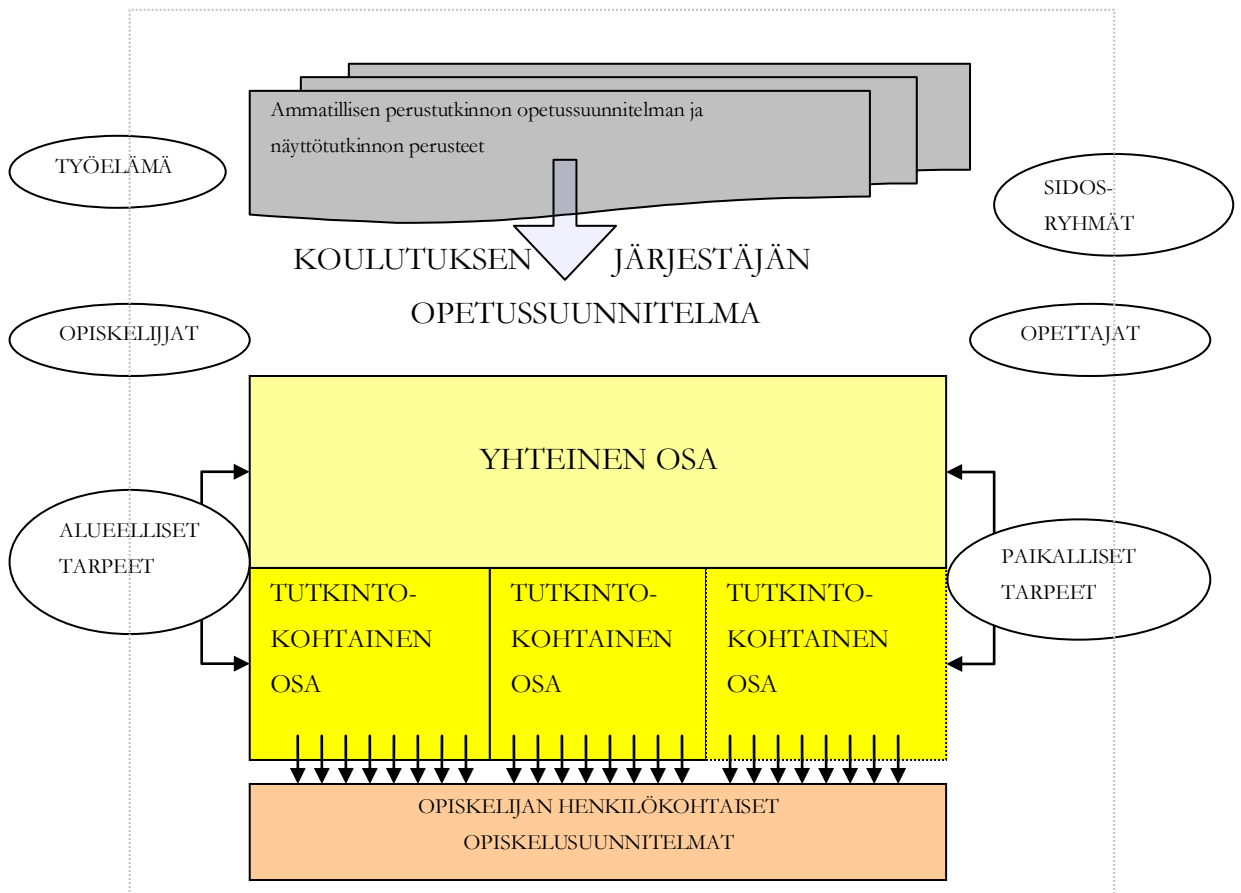 Ammatillisen perustutkinnon opetussuunnitelman ja
näyttötutkinnon perusteet
TYÖELÄMÄ
SIDOS-
RYHMÄT
KOULUTUKSEN JÄRJESTÄJÄN
OPETUSSUUNNITELMA
OPISKELIJJAT
OPETTAJAT
YHTEINEN OSA
ALUEELLISET
TARPEET
PAIKALLISET
TARPEET
TUTKINTO-
KOHTAINEN
OSA
TUTKINTO-
KOHTAINEN
OSA
TUTKINTO-
KOHTAINEN
OSA
OPISKELIJAN HENKILÖKOHTAISET
OPISKELUSUUNNITELMAT